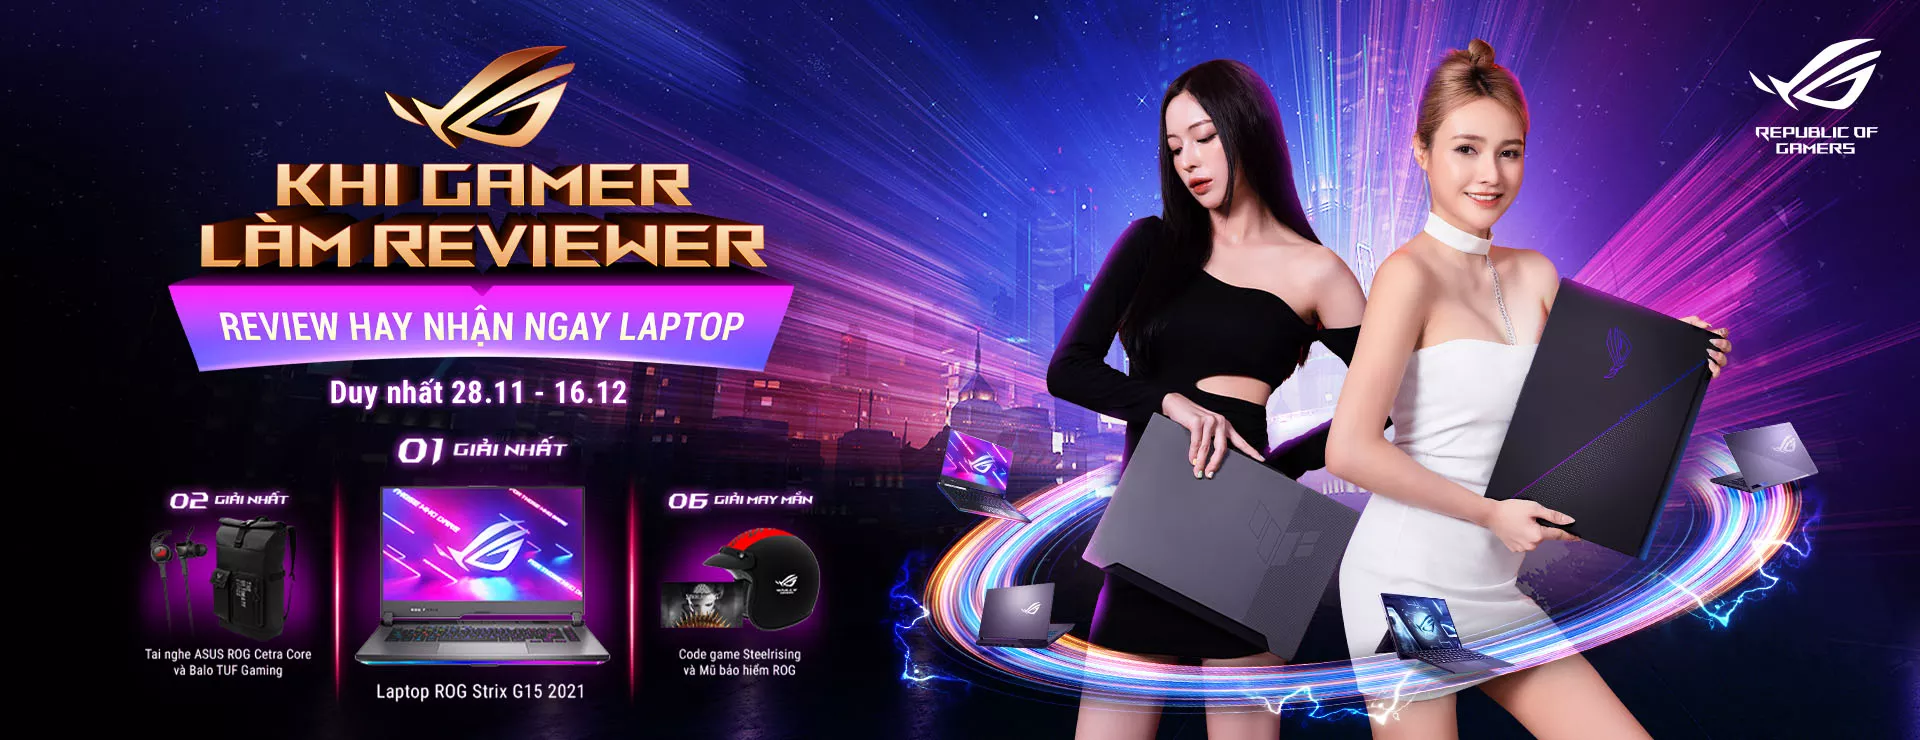 KHI GAMER
LÀM REVIEWER
REVIEW HAY NHẬN NGAY LAPTOP
Duy nhất 28.11 - 16.12
01 GIẢI NHẤT
02 GIẢI NHẤT
Tai nghe ASUS ROG Cetra Core
và Balo TUF Gaming
Laptop ROG Strix G15 2021
06 GIẢI MAY MẮN
Code game Steelrising
và Mũ bảo hiểm ROG
REPUBLIC OF
GAMERS